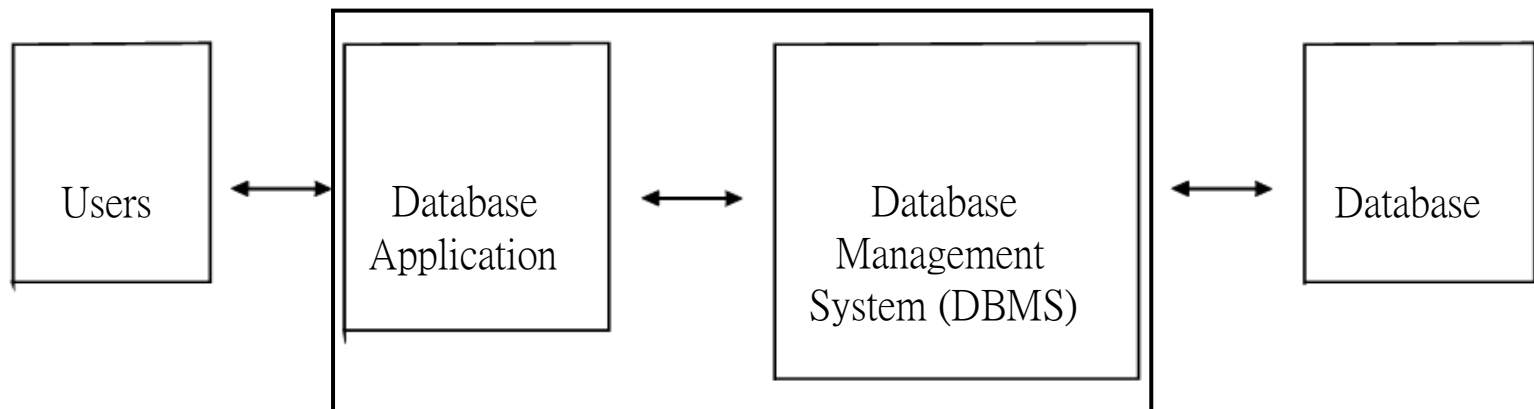 Users
Database
Application
Database
Management
System (DBMS)
Database